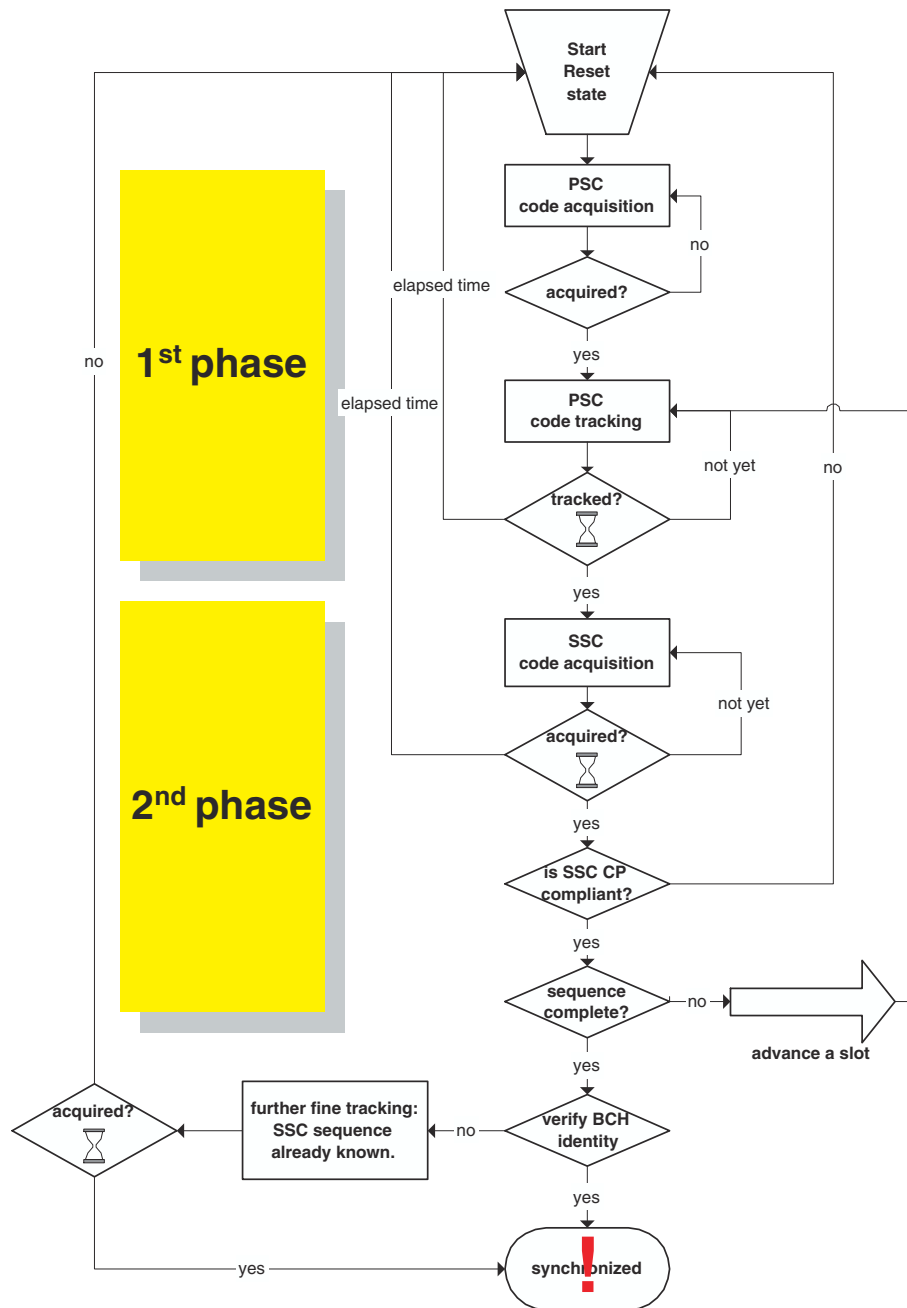 Start
Reset
state
PSC
code acquisition
no
elapsed time
acquired?
1st phase
no
yes
elapsed time
PSC
code tracking
not yet
no
tracked?
yes
SSC
code acquisition
not yet
acquired?
2nd phase
yes
is SSC CP
compliant?
yes
sequence
complete?
no
advance a slot
yes
acquired?
further fine tracking:
SSC sequence
already known.
no
verify BCH
identity
yes
!
synchronized
yes